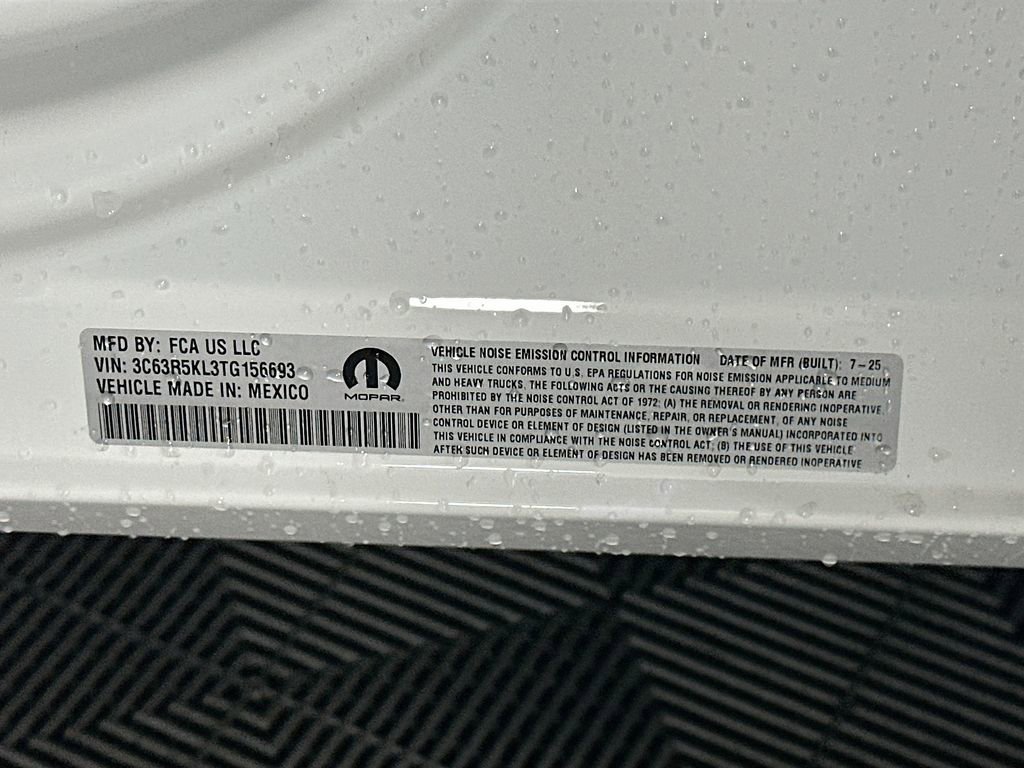 MFD BY: FCA US LLC
VIN: 3C63R5KL3TG156693
VEHICLE MADE IN: MEXICO
MOPAR®
VEHICLE NOISE EMISSION CONTROL INFORMATION DATE OF MFR (BUILT): 7-25
THIS VEHICLE CONFORMS TO U.S. EPA REGULATIONS FOR NOISE EMISSION APPLICABLE TO MEDIUM
AND HEAVY TRUCKS. THE FOLLOWING ACTS OR THE CAUSING THEREOF BY ANY PERSON ARE
PROHIBITED BY THE NOISE CONTROL ACT OF 1972: (A) THE REMOVAL OR RENDERING INOPERATIVE
OTHER THAN FOR PURPOSES OF MAINTENANCE, REPAIR, OR REPLACEMENT, OF ANY NOISE
CONTROL DEVICE OR ELEMENT OF DESIGN (LISTED IN THE OWNER'S MANUAL) INCORPORATED INTO
THIS VEHICLE IN COMPLIANCE WITH THE NOISE CONTROL ACT, (B) THE USE OF THIS VEHICLE
AFTER SUCH DEVICE OR ELEMENT OF DESIGN HAS BEEN REMOVED OR RENDERED INOPERATIVE